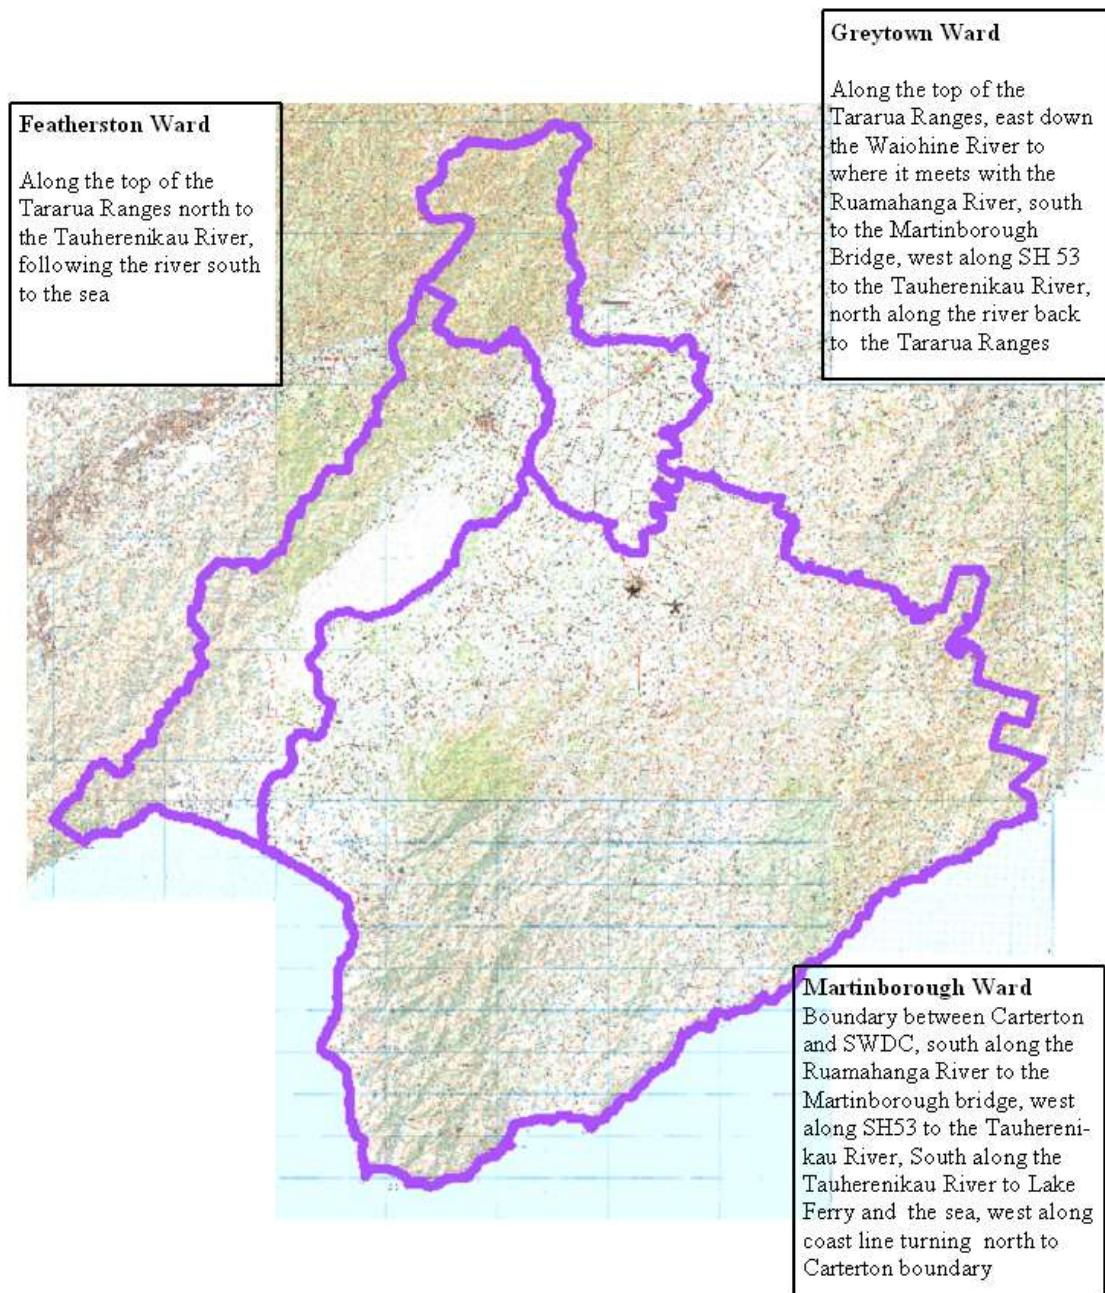 Featherston Ward
Along the top of the
Tararua Ranges north to
the Tauherenikau River,
following the river south
to the sea
Greytown Ward
Along the top of the
Tararua Ranges, east down
the Waiohine River to
where it meets with the
Ruamahanga River, south
to the Martinborough
Bridge, west along SH 53
to the Tauherenikau River,
north along the river back
to the Tararua Ranges
Martinborough Ward
Boundary between Carterton
and SWDC, south along the
Ruamahanga River to the
Martinborough bridge, west
along SH53 to the Tauhereni-
kau River, South along the
Tauherenikau River to Lake
Ferry and the sea, west along
coast line turning north to
Carterton boundary